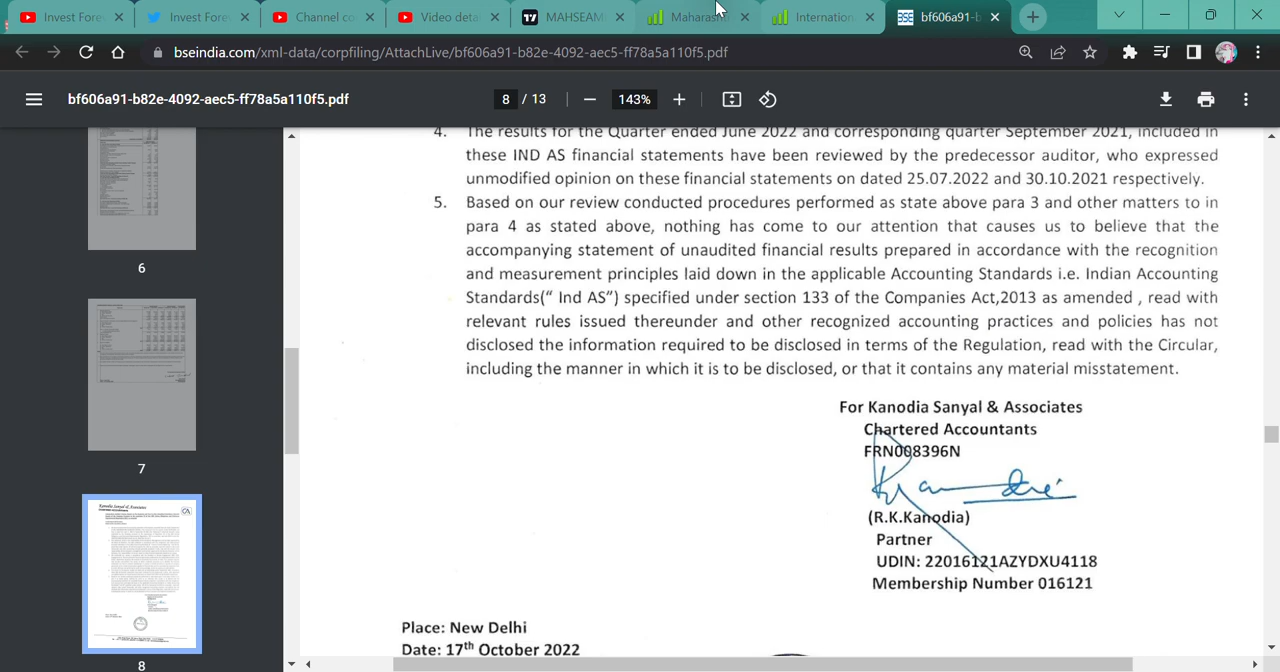 Invest Fore
Invest Fore
Channel co
Video deta
MAHSEAM
Maharash
Internation
bf606a91-b
bseindia.com/xml-data/corpfiling/AttachLive/bf606a91-b82e-4092-aec5-ff78a5a110f5.pdf
bf606a91-b82e-4092-aec5-ff78a5a110f5.pdf
8 / 13
143%
6
7
8
4. The results for the Quarter ended June 2022 and corresponding quarter September 2021, included in
these IND AS financial statements have been reviewed by the predecessor auditor, who expressed
unmodified opinion on these financial statements on dated 25.07.2022 and 30.10.2021 respectively.
5. Based on our review conducted procedures performed as state above para 3 and other matters to in
para 4 as stated above, nothing has come to our attention that causes us to believe that the
accompanying statement of unaudited financial results prepared in accordance with the recognition
and measurement principles laid down in the applicable Accounting Standards i.e. Indian Accounting
Standards(“ Ind AS”) specified under section 133 of the Companies Act,2013 as amended , read with
relevant rules issued thereunder and other recognized accounting practices and policies has not
disclosed the information required to be disclosed in terms of the Regulation, read with the Circular,
including the manner in which it is to be disclosed, or that it contains any material misstatement.
For Kanodia Sanyal & Associates
Chartered Accountants
FRN008396N
(R.K.Kanodia)
Partner
UDIN: 22016121AZYDXU4118
Membership Number 016121
Place: New Delhi
Date: 17th October 2022